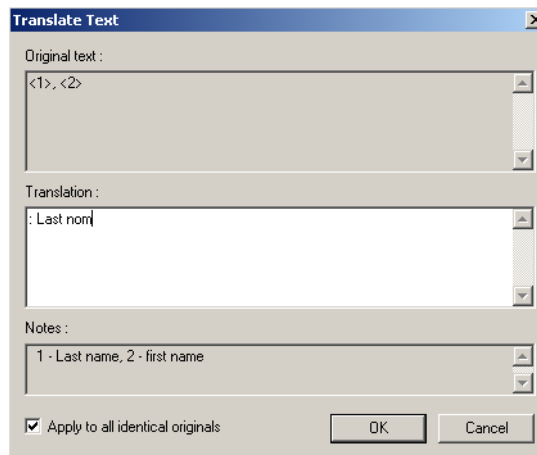 Translate Text
Original text :
<1>, <2>
Translation :
: Last nom
Notes :
1 - Last name, 2 - first name
Apply to all identical originals
OK
Cancel